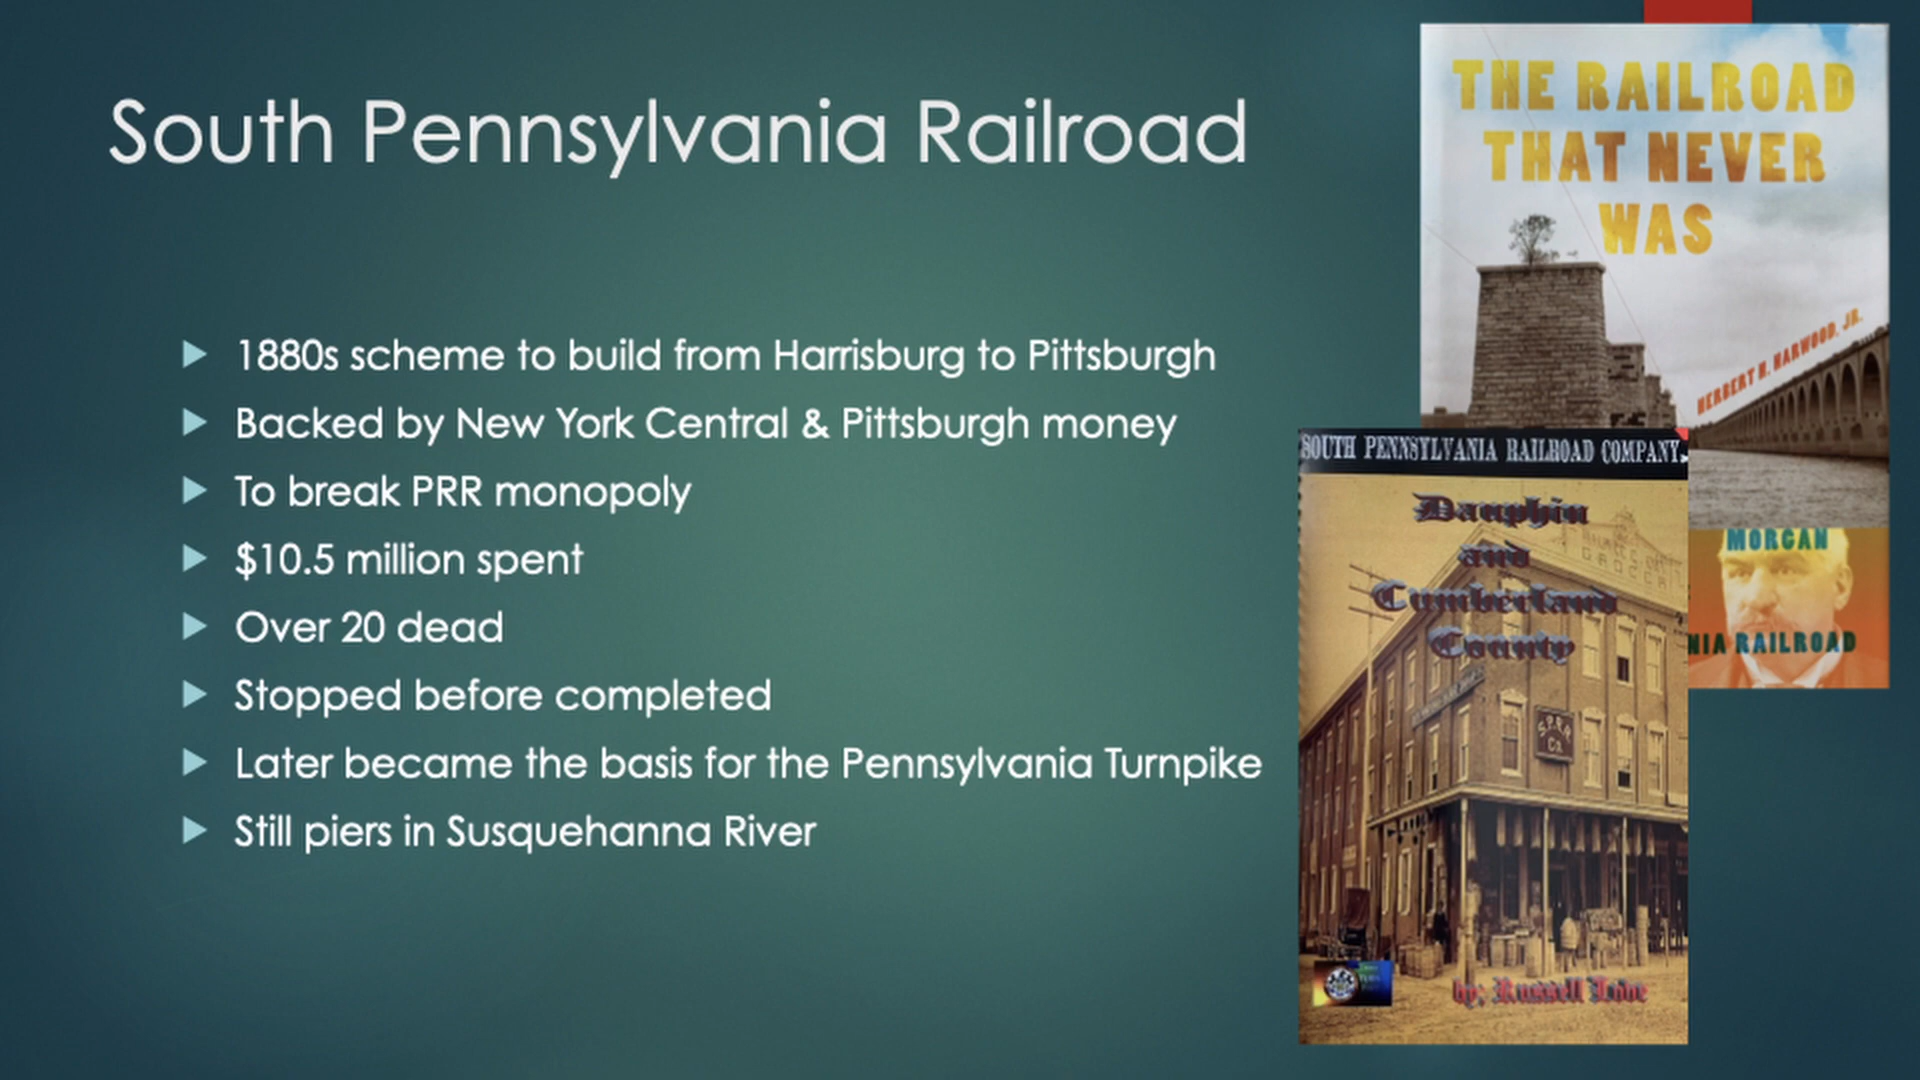 South Pennsylvania Railroad
1880s scheme to build from Harrisburg to Pittsburgh
Backed by New York Central & Pittsburgh money
To break PRR monopoly
$10.5 million spent
Over 20 dead
Stopped before completed
Later became the basis for the Pennsylvania Turnpike
Still piers in Susquehanna River
THE RAILROAD
THAT NEVER
WAS
HERBERT H. HARWOOD, JR.
MORGAN
NIA RAILROAD
SOUTH PENNSYLVANIA RAILROAD COMPANY
Dauphin
and
Cumberland
County
S.P.R.R
Co.
by: Russell Love